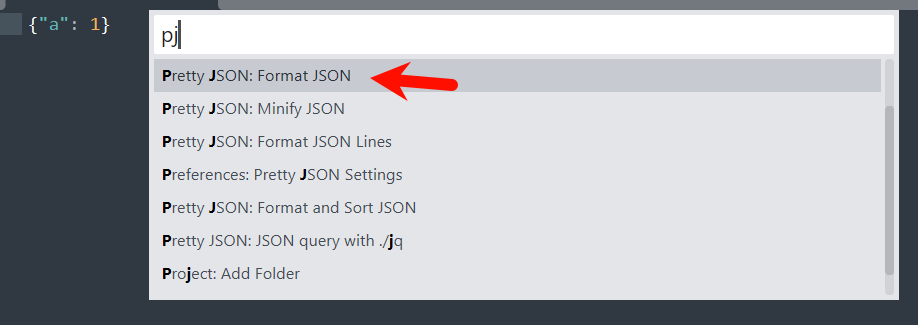 {"a": 1}
pj
Pretty JSON: Format JSON
Pretty JSON: Minify JSON
Pretty JSON: Format JSON Lines
Preferences: Pretty JSON Settings
Pretty JSON: Format and Sort JSON
Pretty JSON: JSON query with ./jq
Project: Add Folder